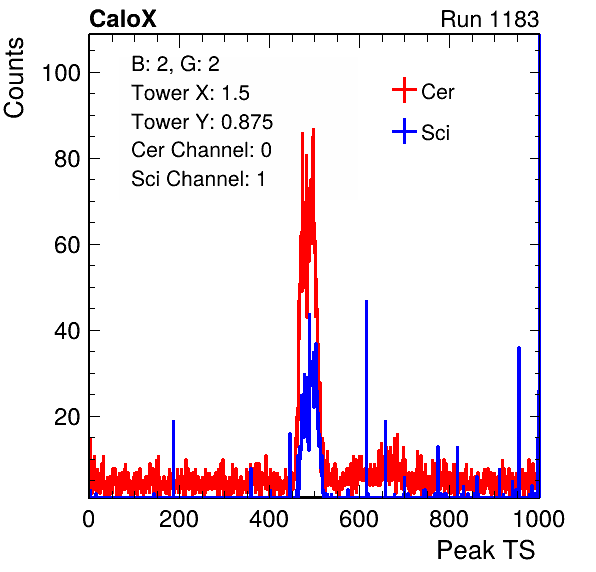 CaloX Run 1183
Counts
B: 2, G: 2
Tower X: 1.5
Tower Y: 0.875
Cer Channel: 0
Sci Channel: 1
Cer
Sci
100
80
60
40
20
0 200 400 600 800 1000
Peak TS